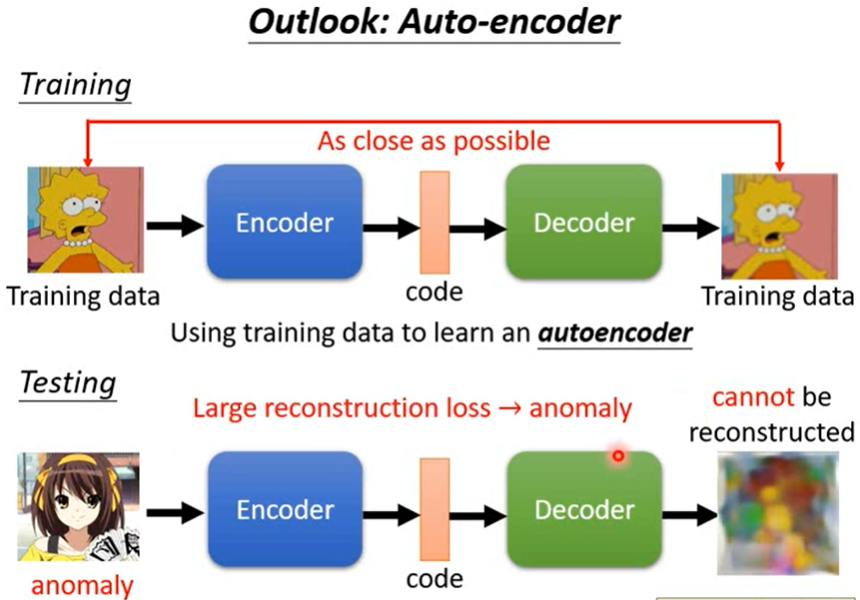 Outlook: Auto-encoder
Training
As close as possible
Encoder
Decoder
Training data
code
Training data
Using training data to learn an autoencoder
Testing
Large reconstruction loss → anomaly
cannot be
reconstructed
Encoder
Decoder
anomaly
code